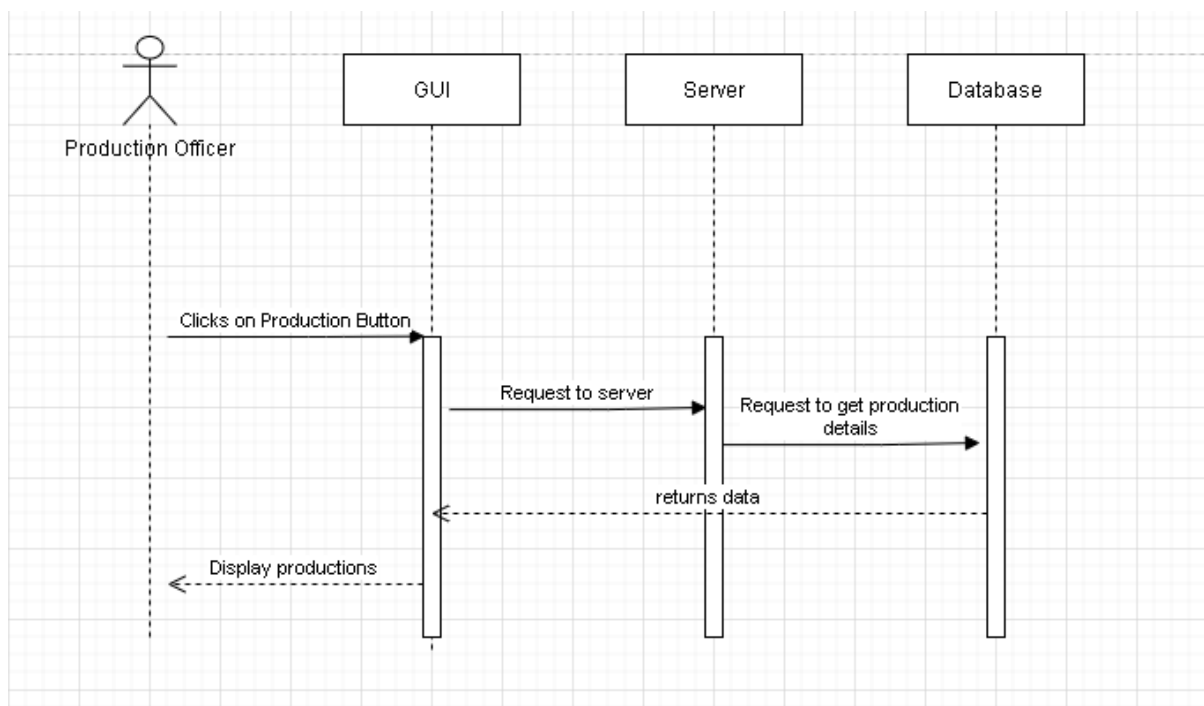 GUI
Server
Database
Production Officer
Clicks on Production Button
Request to server
Request to get production
details
returns data
Display productions